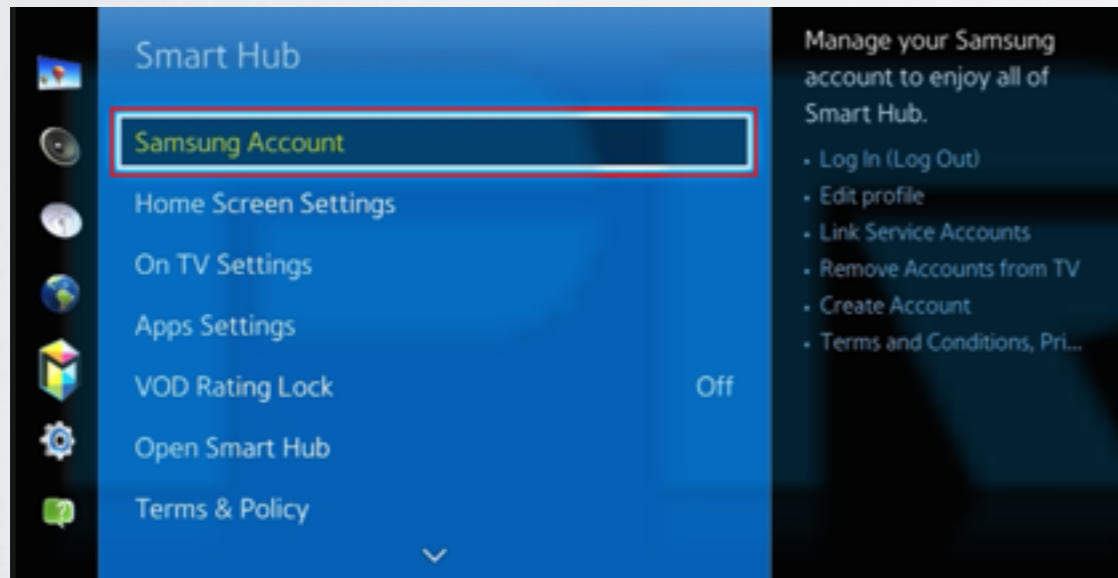 Smart Hub
Samsung Account
Home Screen Settings
On TV Settings
Apps Settings
VOD Rating Lock Off
Open Smart Hub
Terms & Policy
Manage your Samsung
account to enjoy all of
Smart Hub.
• Log In (Log Out)
• Edit profile
• Link Service Accounts
• Remove Accounts from TV
• Create Account
• Terms and Conditions, Pri...